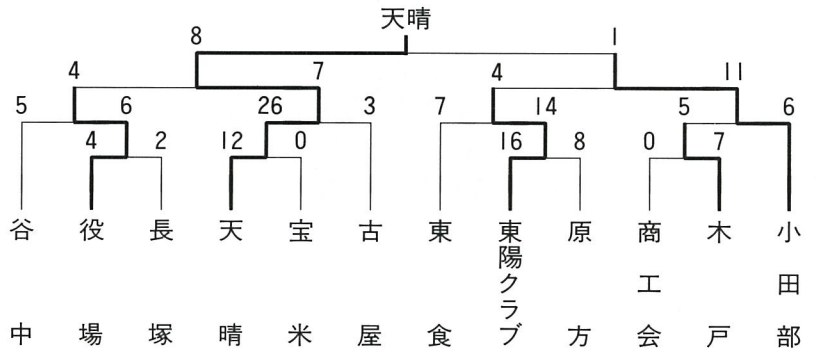 天晴
8 1
4 7 4 11
5 6 26 3 7 14 5 6
4 2 12 0 16 8 0 7
谷中
役場
長塚
天晴
宝米
古屋
東食
東陽クラブ
原方
商工会
木戸
小田部